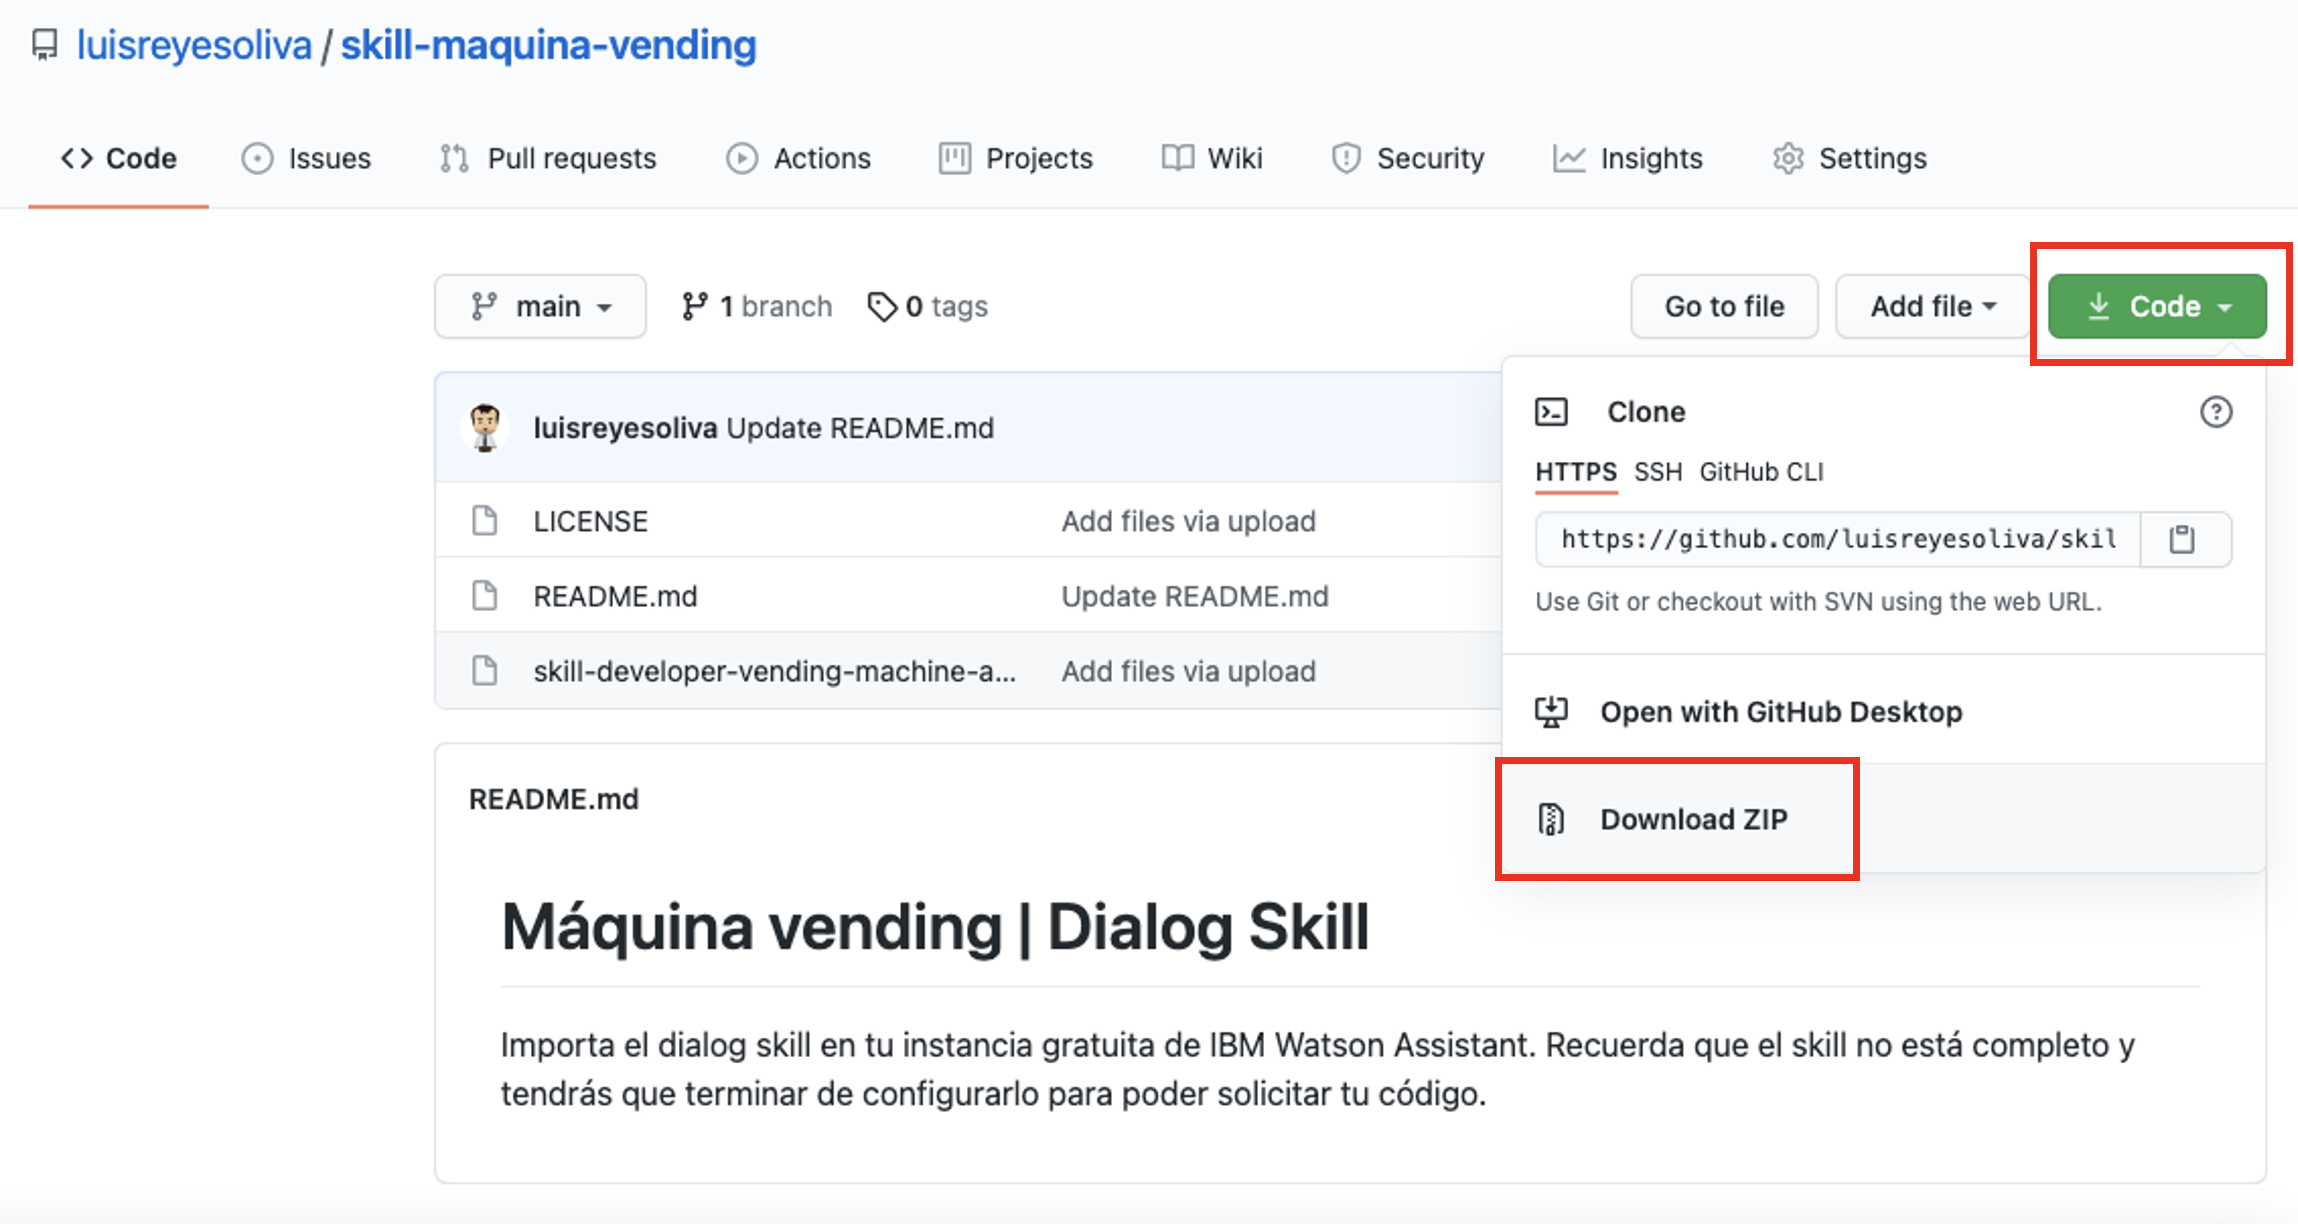 luisreyesoliva / skill-maquina-vending
Code Issues Pull requests Actions Projects Wiki Security Insights Settings
main 1 branch 0 tags Go to file Add file Code
luisreyesoliva Update README.md
LICENSE Add files via upload
README.md Update README.md
skill-developer-vending-machine-a... Add files via upload
Clone
HTTPS SSH GitHub CLI
https://github.com/luisreyesoliva/skil
Use Git or checkout with SVN using the web URL.
Open with GitHub Desktop
Download ZIP
README.md
Máquina vending | Dialog Skill
Importa el dialog skill en tu instancia gratuita de IBM Watson Assistant. Recuerda que el skill no está completo y
tendrás que terminar de configurarlo para poder solicitar tu código.